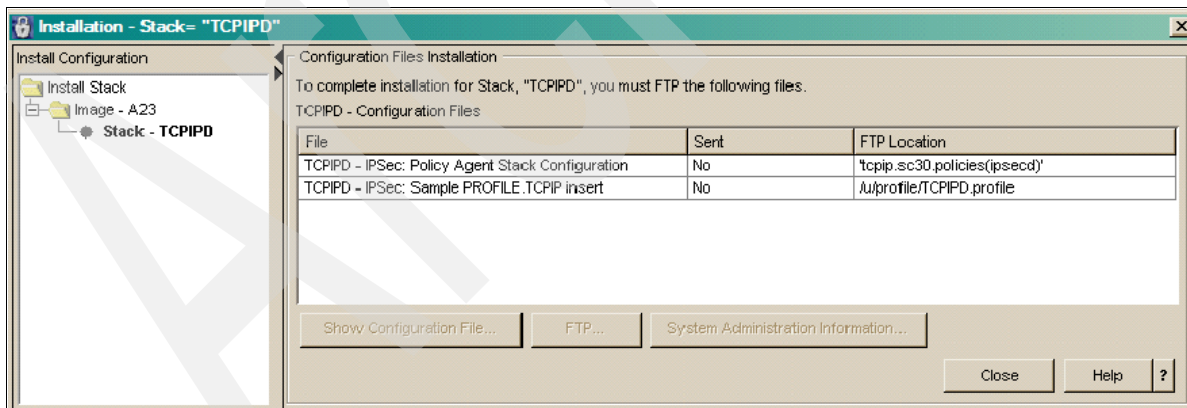 Installation - Stack= "TCPIPD"
Install Configuration
Install Stack
Image - A23
Stack - TCPIPD
Configuration Files Installation
To complete installation for Stack, "TCPIPD", you must FTP the following files.
TCPIPD - Configuration Files
File Sent FTP Location
TCPIPD - IPSec: Policy Agent Stack Configuration No 'tcpip.sc30.policies(ipsecd)'
TCPIPD - IPSec: Sample PROFILE.TCPIP insert No /u/profile/TCPIPD.profile
Show Configuration File... FTP... System Administration Information...
Close Help ?